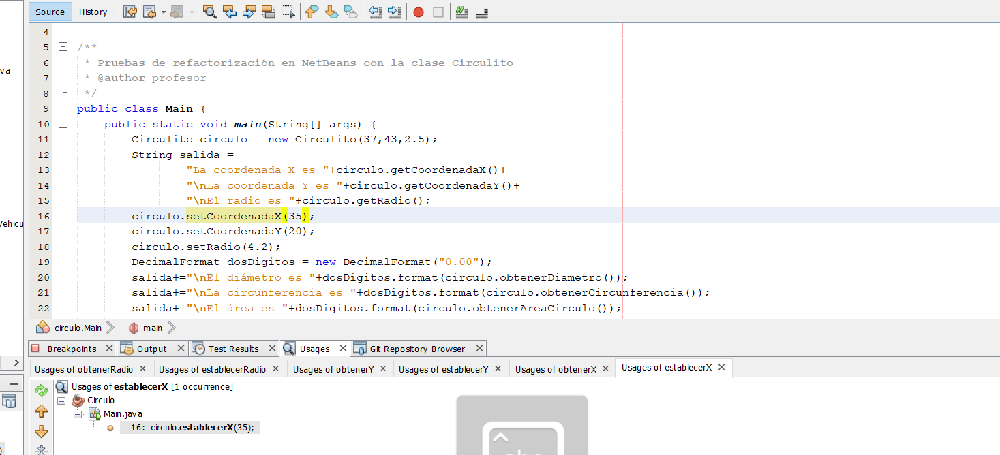 Source History
va
Vehicu
4
5 /**
6 * Pruebas de refactorización en NetBeans con la clase Circulito
7 * @author profesor
8 */
9 public class Main {
10 public static void main(String[] args) {
11 Circulito circulo = new Circulito(37,43,2.5);
12 String salida =
13 "La coordenada X es "+circulo.getCoordenadaX()+
14 "\nLa coordenada Y es "+circulo.getCoordenadaY()+
15 "\nEl radio es "+circulo.getRadio();
16 circulo.setCoordenadaX(35);
17 circulo.setCoordenadaY(20);
18 circulo.setRadio(4.2);
19 DecimalFormat dosDigitos = new DecimalFormat("0.00");
20 salida+="\nEl diámetro es "+dosDigitos.format(circulo.obtenerDiametro());
21 salida+="\nLa circunferencia es "+dosDigitos.format(circulo.obtenerCircunferencia());
22 salida+="\nEl área es "+dosDigitos.format(circulo.obtenerAreaCirculo());
circulo.Main main
Breakpoints Output Test Results Usages Git Repository Browser
Usages of obtenerRadio Usages of establecerRadio Usages of obtenerY Usages of establecerY Usages of obtenerX Usages of establecerX
Usages of establecerX [1 occurrence]
Circulo
Main.java
16: circulo.establecerX(35);